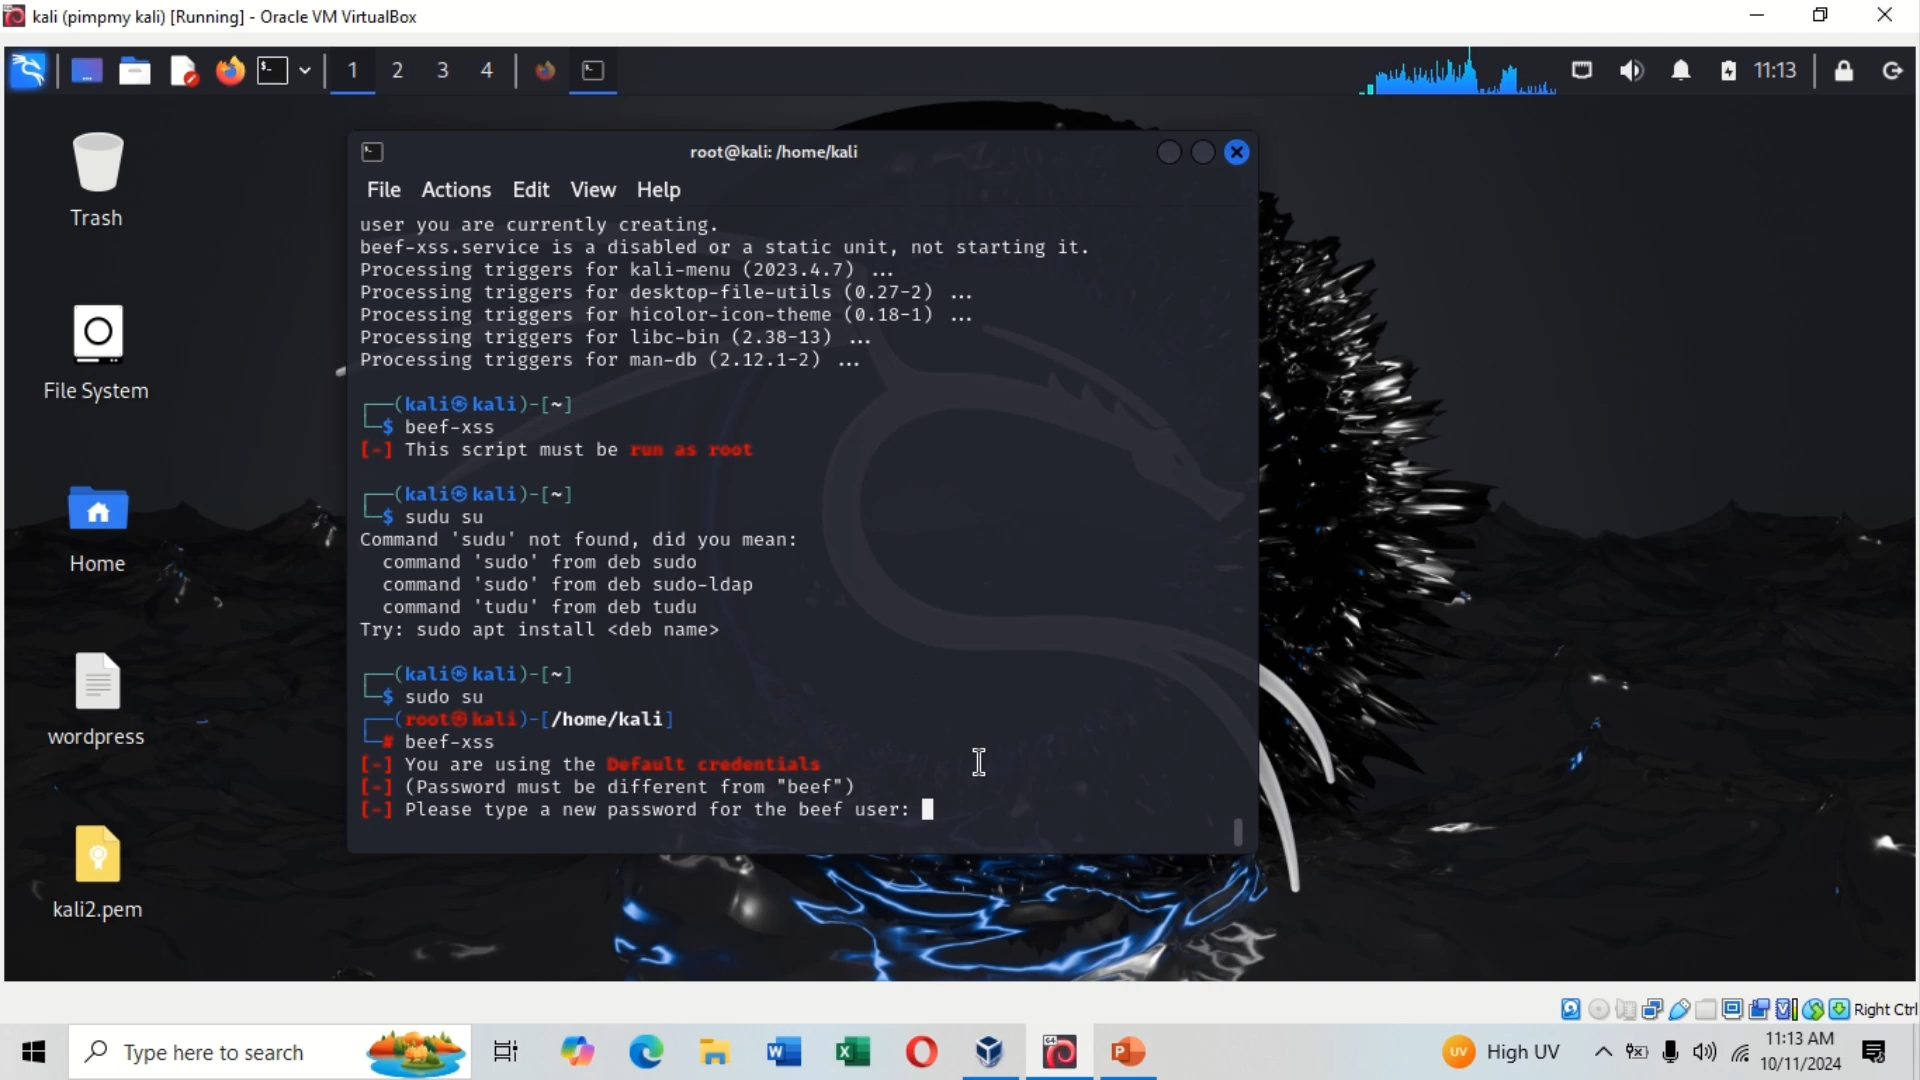 kali (pimpmy kali) [Running] - Oracle VM VirtualBox
1 2 3 4
11:13
root@kali: /home/kali
File Actions Edit View Help
user you are currently creating.
beef-xss.service is a disabled or a static unit, not starting it.
Processing triggers for kali-menu (2023.4.7) ...
Processing triggers for desktop-file-utils (0.27-2) ...
Processing triggers for hicolor-icon-theme (0.18-1) ...
Processing triggers for libc-bin (2.38-13) ...
Processing triggers for man-db (2.12.1-2) ...
┌──(kali㉿kali)-[~]
└─$ beef-xss
[-] This script must be run as root
┌──(kali㉿kali)-[~]
└─$ sudu su
Command 'sudu' not found, did you mean:
command 'sudo' from deb sudo
command 'sudo' from deb sudo-ldap
command 'tudu' from deb tudu
Try: sudo apt install <deb name>
┌──(kali㉿kali)-[~]
└─$ sudo su
┌──(root㉿kali)-[/home/kali]
└─# beef-xss
[-] You are using the Default credentials
[-] (Password must be different from "beef")
[-] Please type a new password for the beef user:
Trash
File System
Home
wordpress
kali2.pem
Right Ctrl
Type here to search
UV
High UV
11:13 AM
10/11/2024